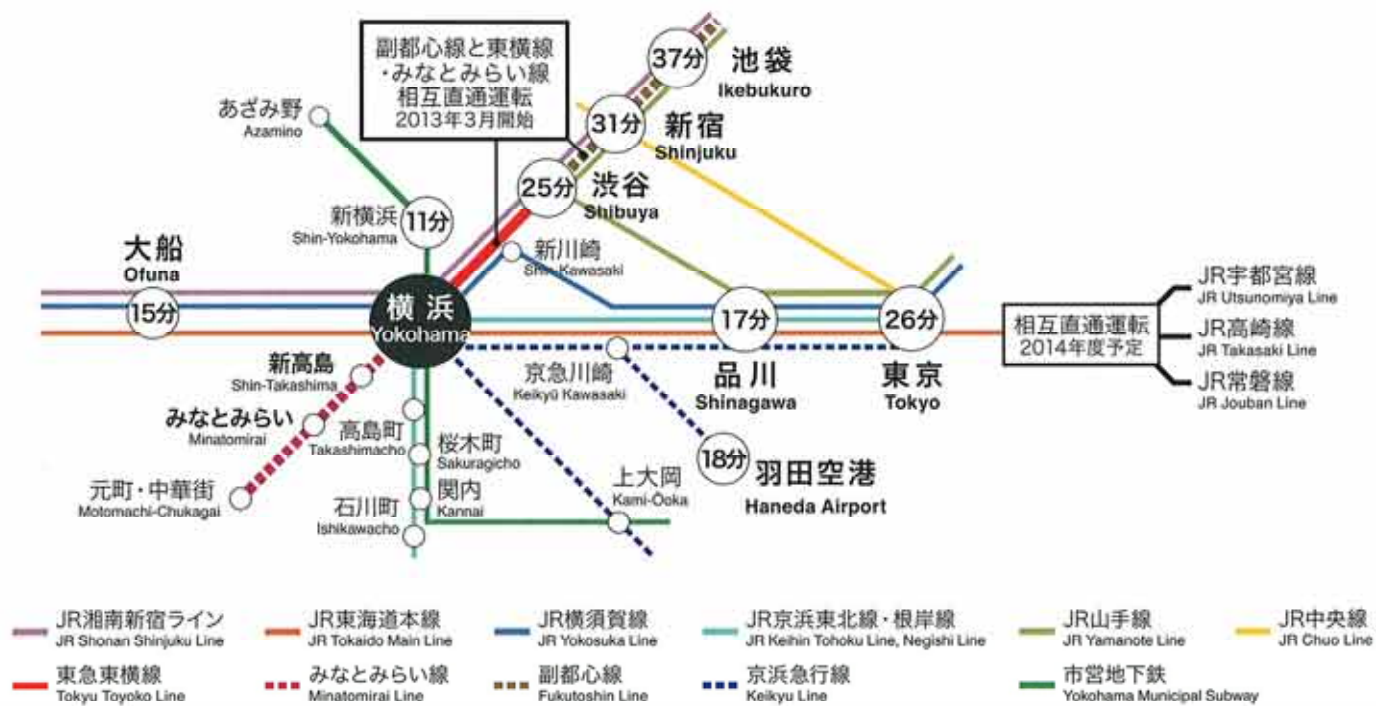 副都心線と東横線
・みなとみらい線
相互直通運転
2013年3月開始
37分
池袋
Ikebukuro
31分
新宿
Shinjuku
25分
渋谷
Shibuya
あざみ野
Azamino
新横浜
Shin-Yokohama
11分
大船
Ofuna
15分
横浜
Yokohama
新川崎
Shin-Kawasaki
17分
品川
Shinagawa
26分
東京
Tokyo
相互直通運転
2014年度予定
JR宇都宮線
JR Utsunomiya Line
JR高崎線
JR Takasaki Line
JR常磐線
JR Jouban Line
新高島
Shin-Takashima
みなとみらい
Minatomirai
元町・中華街
Motomachi-Chukagai
高島町
Takashimacho
桜木町
Sakuragicho
関内
Kannai
石川町
Ishikawacho
京急川崎
Keikyū Kawasaki
上大岡
Kami-Ōoka
18分
羽田空港
Haneda Airport
JR湘南新宿ライン
JR Shonan Shinjuku Line
JR東海道本線
JR Tokaido Main Line
JR横須賀線
JR Yokosuka Line
JR京浜東北線・根岸線
JR Keihin Tohoku Line, Negishi Line
JR山手線
JR Yamanote Line
JR中央線
JR Chuo Line
東急東横線
Tokyu Toyoko Line
みなとみらい線
Minatomirai Line
副都心線
Fukutoshin Line
京浜急行線
Keikyu Line
市営地下鉄
Yokohama Municipal Subway